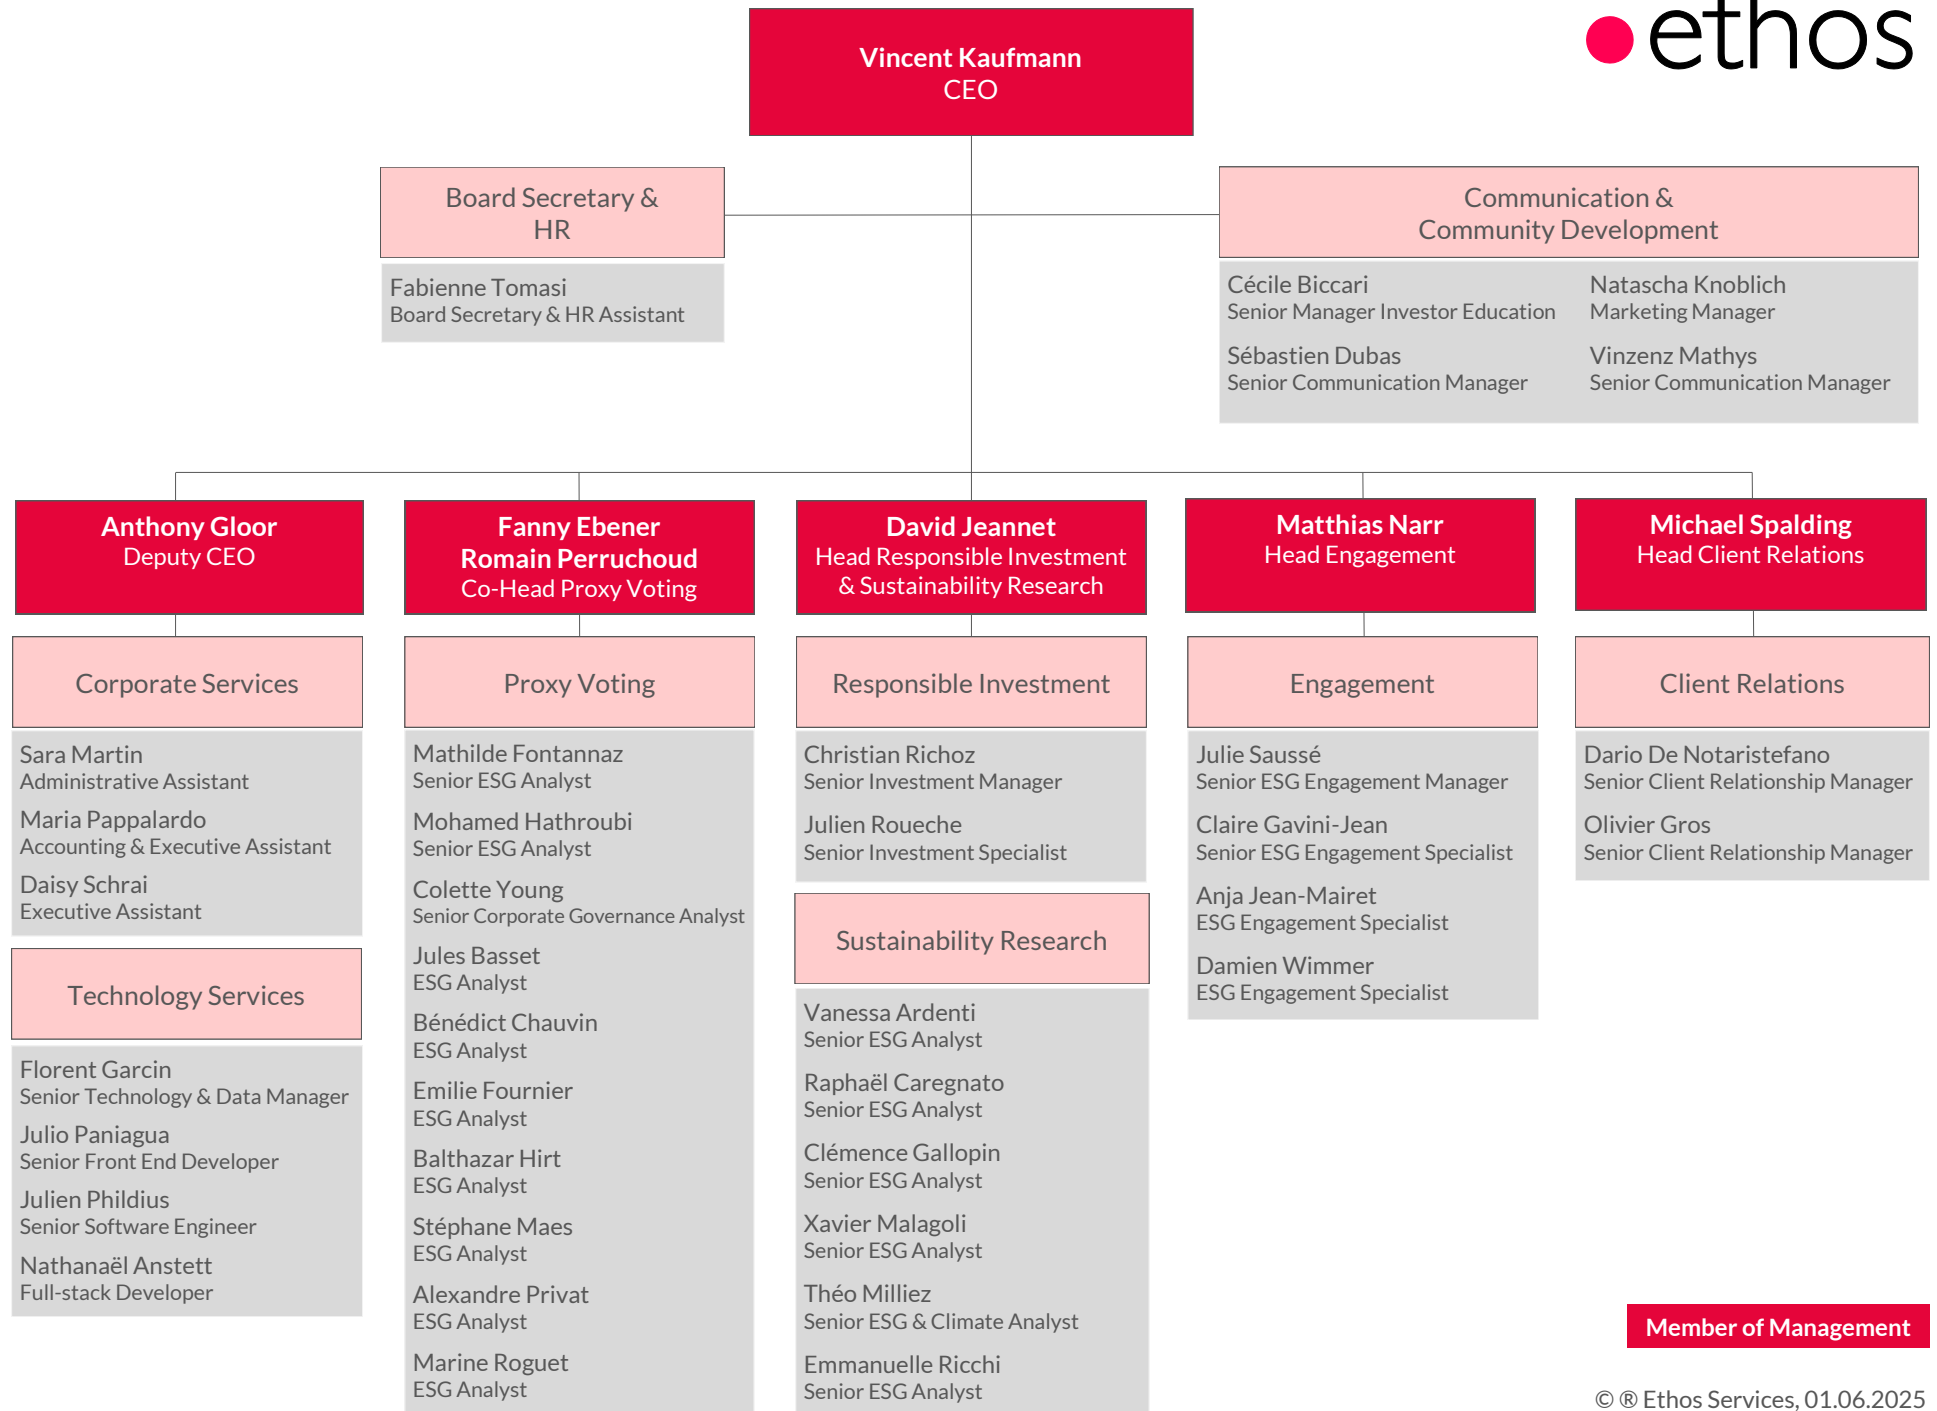 ethos
Vincent Kaufmann
CEO
Board Secretary &
HR
Fabienne Tomasi
Board Secretary & HR Assistant
Communication &
Community Development
Cécile Biccari
Senior Manager Investor Education
Natascha Knoblich
Marketing Manager
Sébastien Dubas
Senior Communication Manager
Vinzenz Mathys
Senior Communication Manager
Anthony Gloor
Deputy CEO
Corporate Services
Sara Martin
Administrative Assistant
Maria Pappalardo
Accounting & Executive Assistant
Daisy Schrai
Executive Assistant
Technology Services
Florent Garcin
Senior Technology & Data Manager
Julio Paniagua
Senior Front End Developer
Julien Phildius
Senior Software Engineer
Nathanaël Anstett
Full-stack Developer
Fanny Ebener
Romain Perruchoud
Co-Head Proxy Voting
Proxy Voting
Mathilde Fontannaz
Senior ESG Analyst
Mohamed Hathroubi
Senior ESG Analyst
Colette Young
Senior Corporate Governance Analyst
Jules Basset
ESG Analyst
Bénédict Chauvin
ESG Analyst
Emilie Fournier
ESG Analyst
Balthazar Hirt
ESG Analyst
Stéphane Maes
ESG Analyst
Alexandre Privat
ESG Analyst
Marine Roguet
ESG Analyst
David Jeannet
Head Responsible Investment
& Sustainability Research
Responsible Investment
Christian Richoz
Senior Investment Manager
Julien Roueche
Senior Investment Specialist
Sustainability Research
Vanessa Ardenti
Senior ESG Analyst
Raphaël Caregnato
Senior ESG Analyst
Clémence Gallopin
Senior ESG Analyst
Xavier Malagoli
Senior ESG Analyst
Théo Milliez
Senior ESG & Climate Analyst
Emmanuelle Ricchi
Senior ESG Analyst
Matthias Narr
Head Engagement
Engagement
Julie Saussé
Senior ESG Engagement Manager
Claire Gavini-Jean
Senior ESG Engagement Specialist
Anja Jean-Mairet
ESG Engagement Specialist
Damien Wimmer
ESG Engagement Specialist
Michael Spalding
Head Client Relations
Client Relations
Dario De Notaristefano
Senior Client Relationship Manager
Olivier Gros
Senior Client Relationship Manager
Member of Management
© ® Ethos Services, 01.06.2025